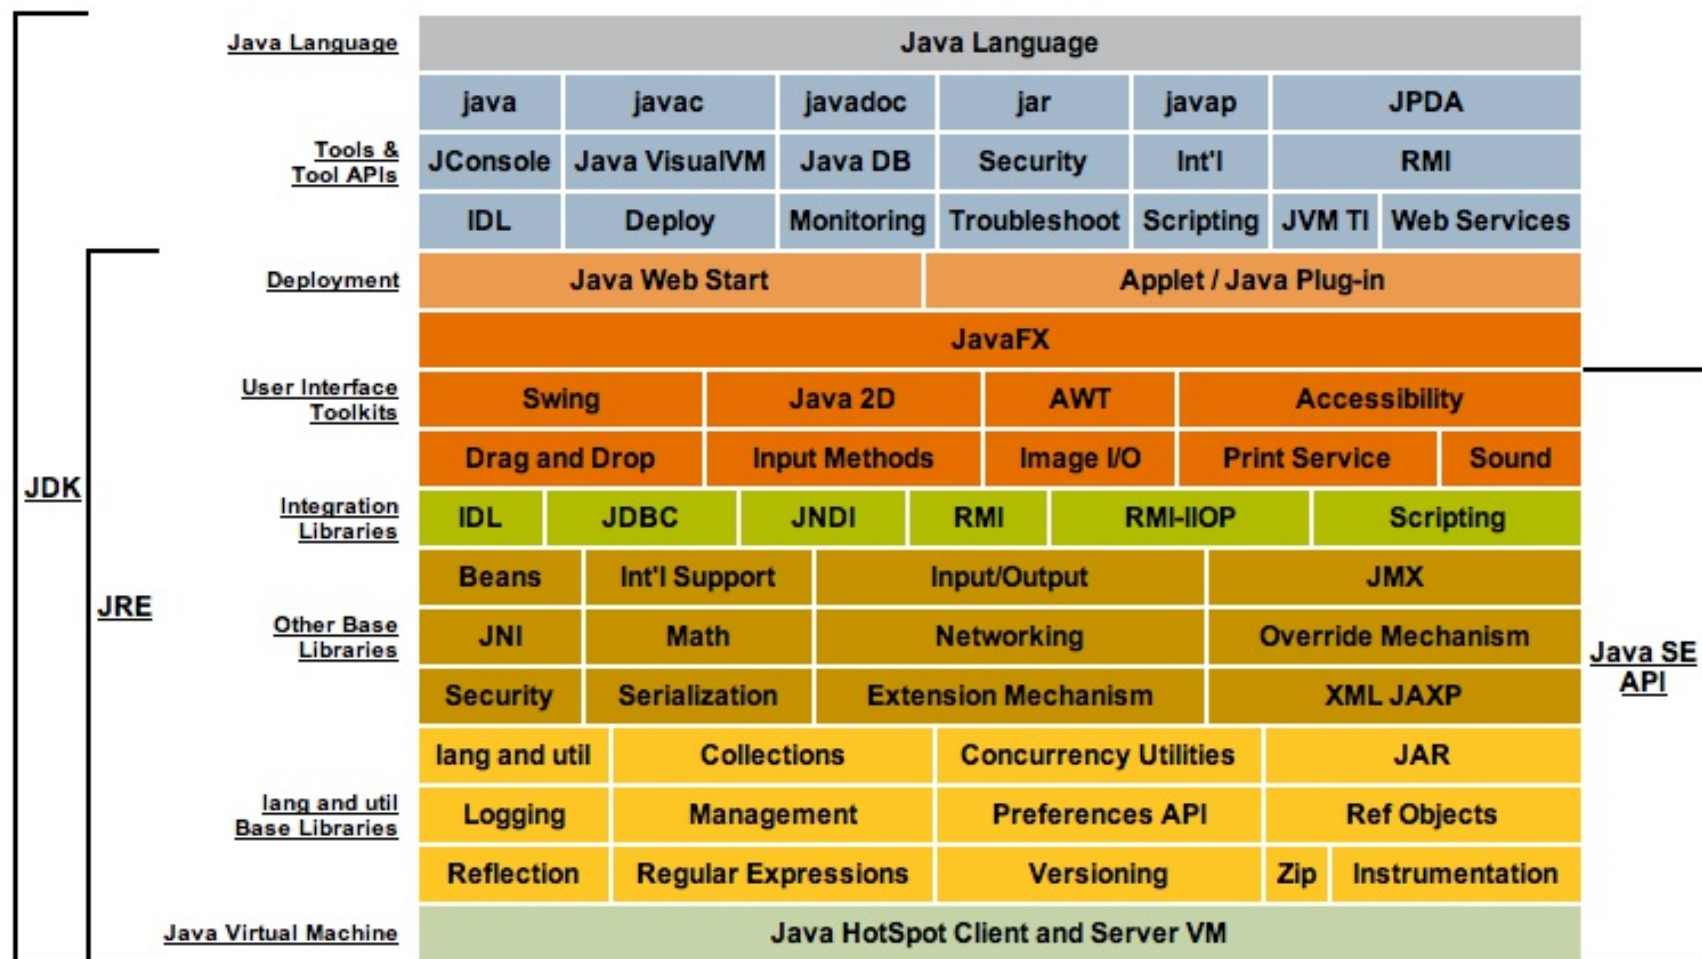 Java Language
Java Language
java javac javadoc jar javap JPDA
Tools &
Tool APIs
JConsole Java VisualVM Java DB Security Int'l RMI
IDL Deploy Monitoring Troubleshoot Scripting JVM TI Web Services
Deployment
Java Web Start Applet / Java Plug-in
JavaFX
User Interface
Toolkits
Swing Java 2D AWT Accessibility
Drag and Drop Input Methods Image I/O Print Service Sound
JDK
Integration
Libraries
IDL JDBC JNDI RMI RMI-IIOP Scripting
Beans Int'l Support Input/Output JMX
JRE
Other Base
Libraries
JNI Math Networking Override Mechanism
Java SE
API
Security Serialization Extension Mechanism XML JAXP
lang and util Collections Concurrency Utilities JAR
lang and util
Base Libraries
Logging Management Preferences API Ref Objects
Reflection Regular Expressions Versioning Zip Instrumentation
Java Virtual Machine
Java HotSpot Client and Server VM